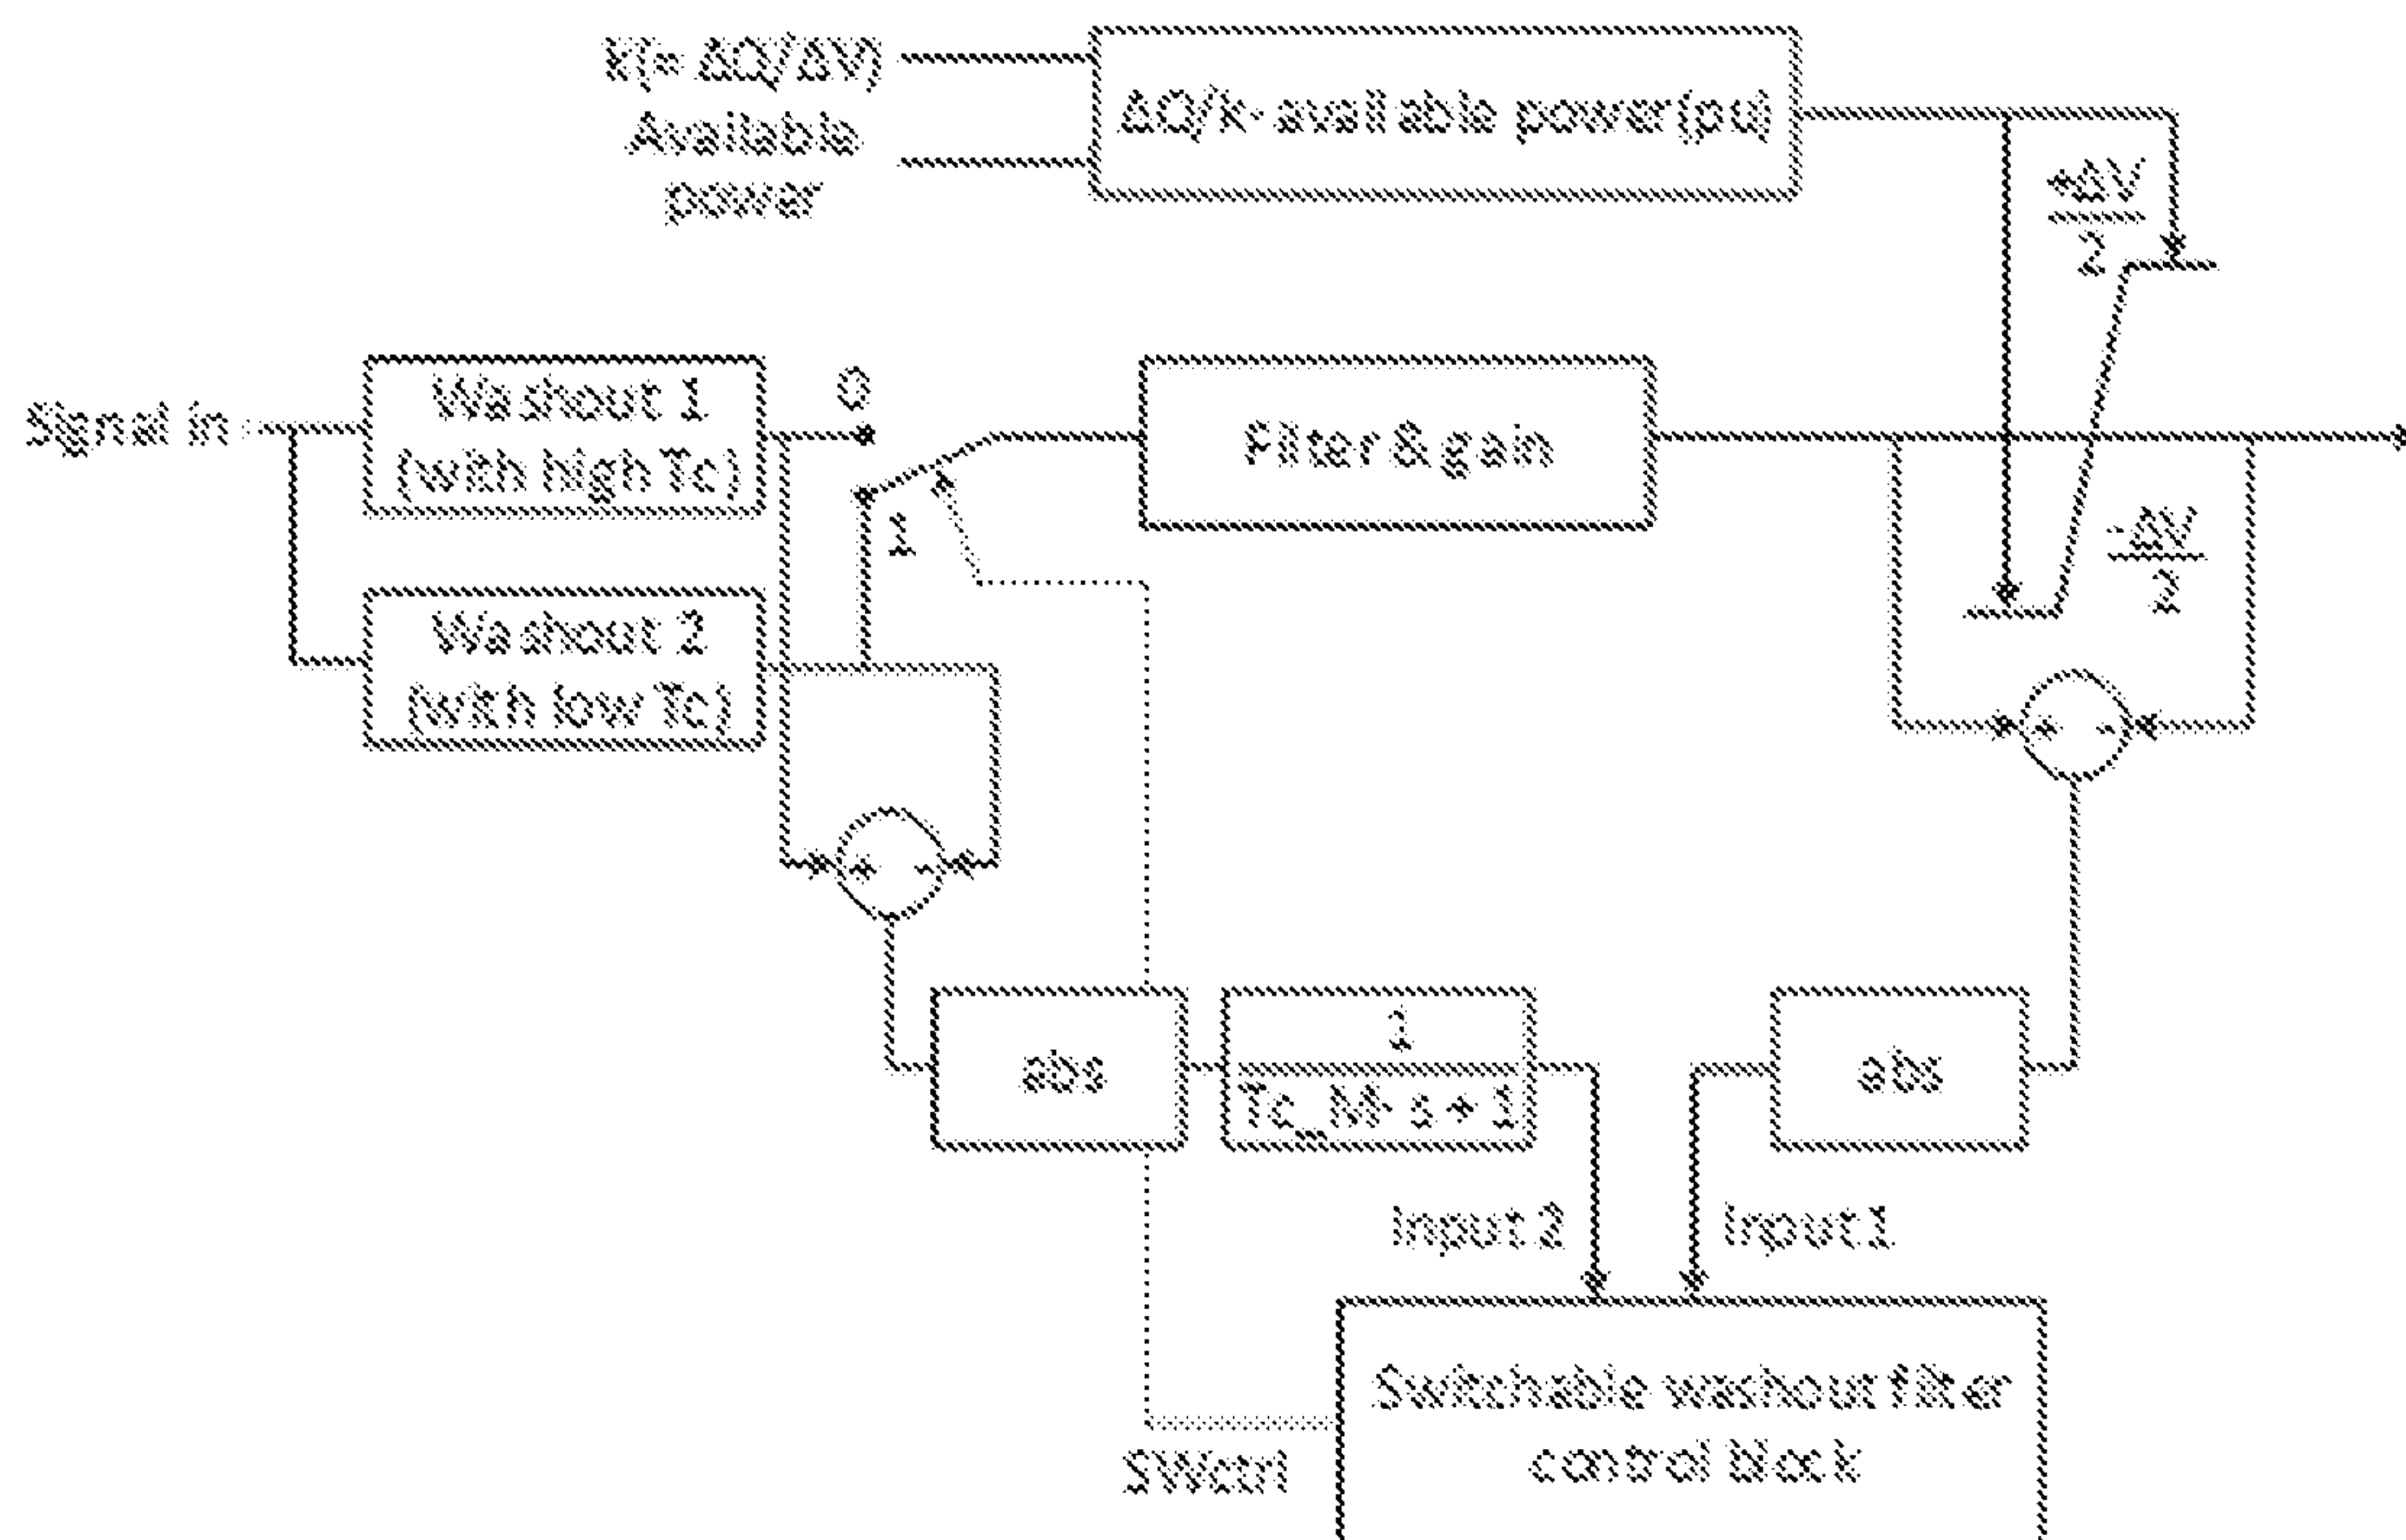 k(= ΔQ/ΔV)
Available
power
ΔQ/k· available power(pu)
+ΔV
2
Signal in
Washout 1
(with high Tc)
0
1
Filter & gain
-ΔV
2
Washout 2
(with low Tc)
+ -
+ -
abs
1
Tc_M· s + 1
abs
Input 2
Input 1
Switchable washout filter
control block
SWctrl